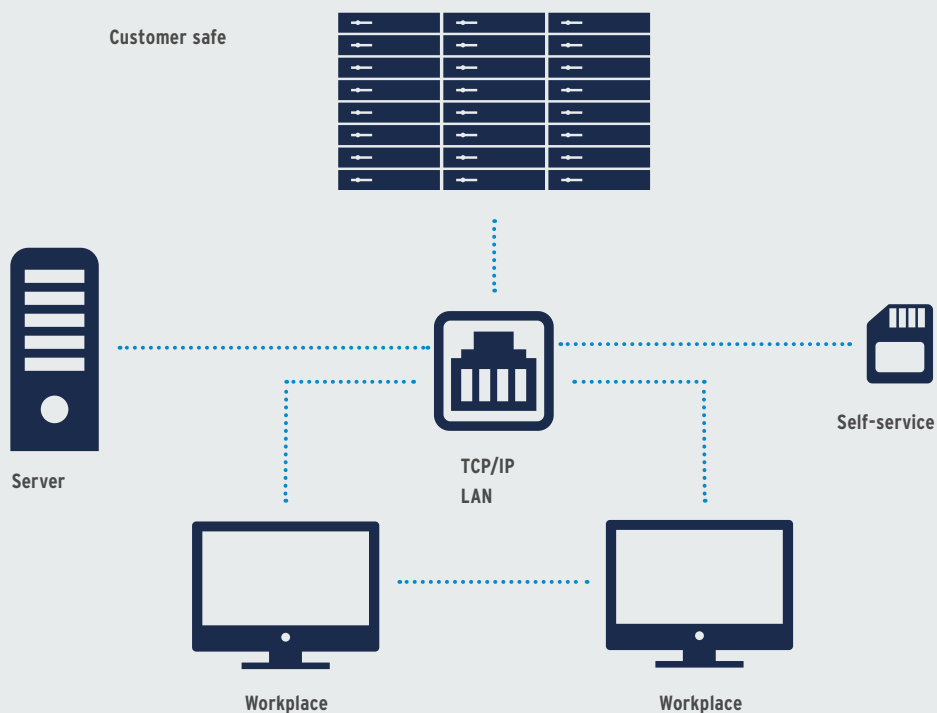 Customer safe
Server
TCP/IP
LAN
Self-service
Workplace
Workplace